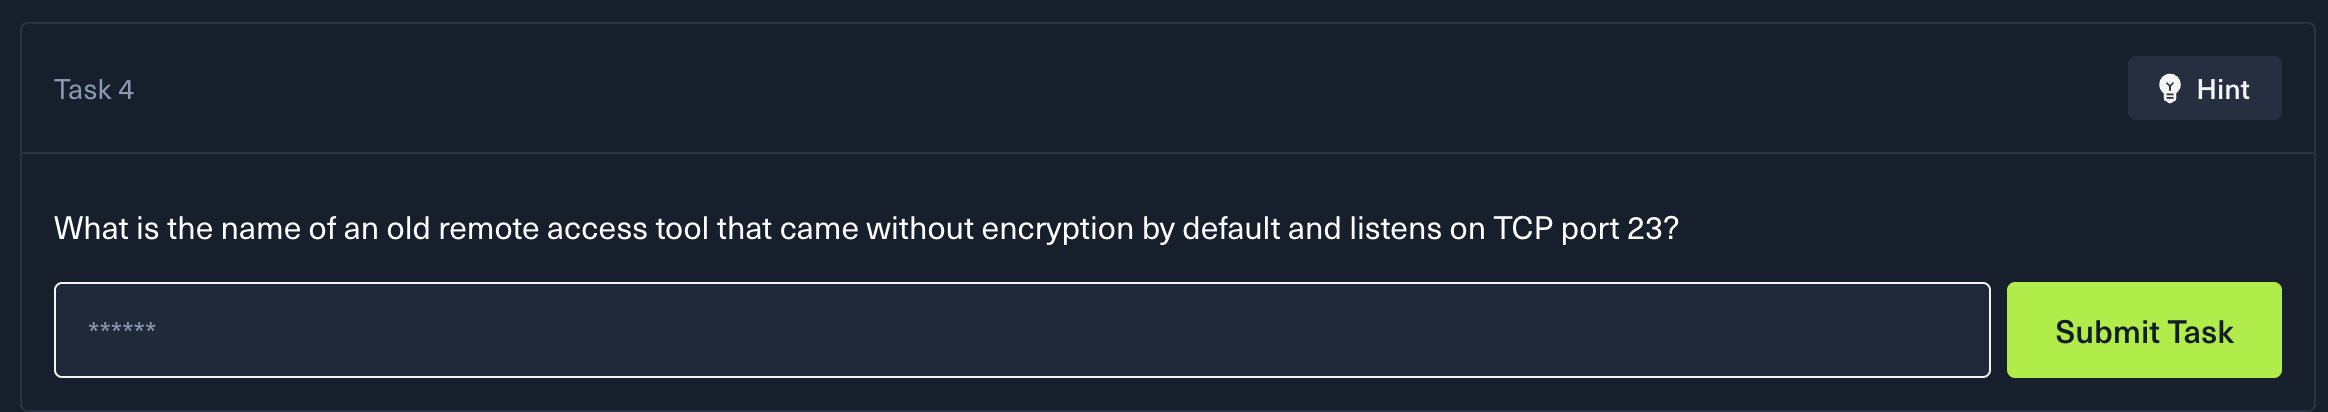 Task 4
Hint
What is the name of an old remote access tool that came without encryption by default and listens on TCP port 23?
******
Submit Task